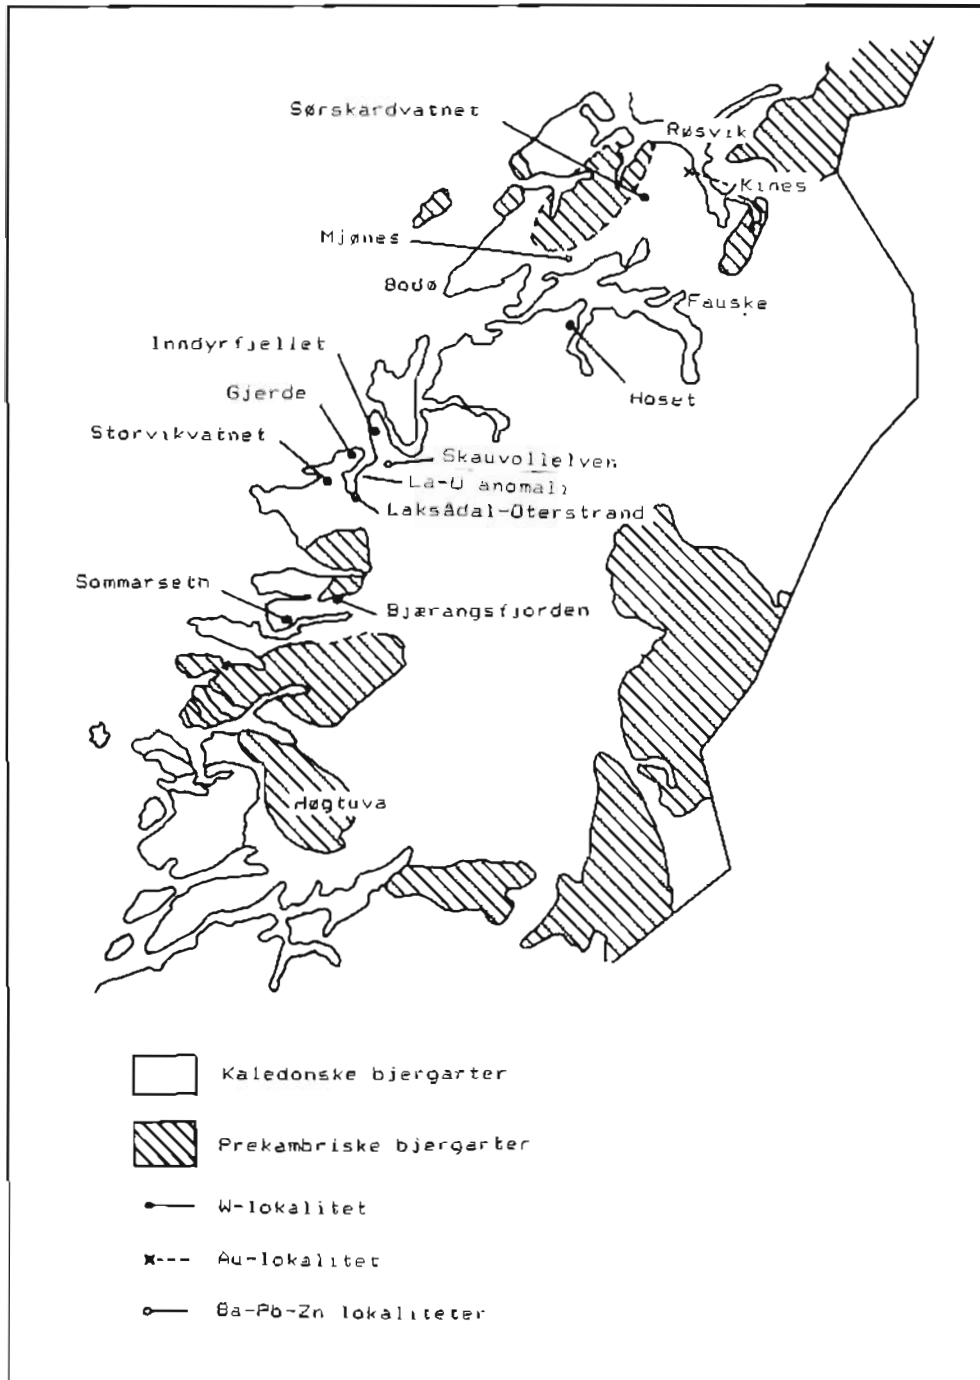 Sørskardvatnet
Røsvik
Kines
Mjønes
Bodø
Fauske
Inndyrfjellet
Gjerde
Hoset
Storvikvatnet
Skauvollelven
La-U anomali
Laksådal-Oterstrand
Sommarsetn
Bjærangsfjorden
Høgtuva
Kaledonske bjergarter
Prekambriske bjergarter
W-lokalitet
Au-lokalitet
Ba-Pb-Zn lokaliteter